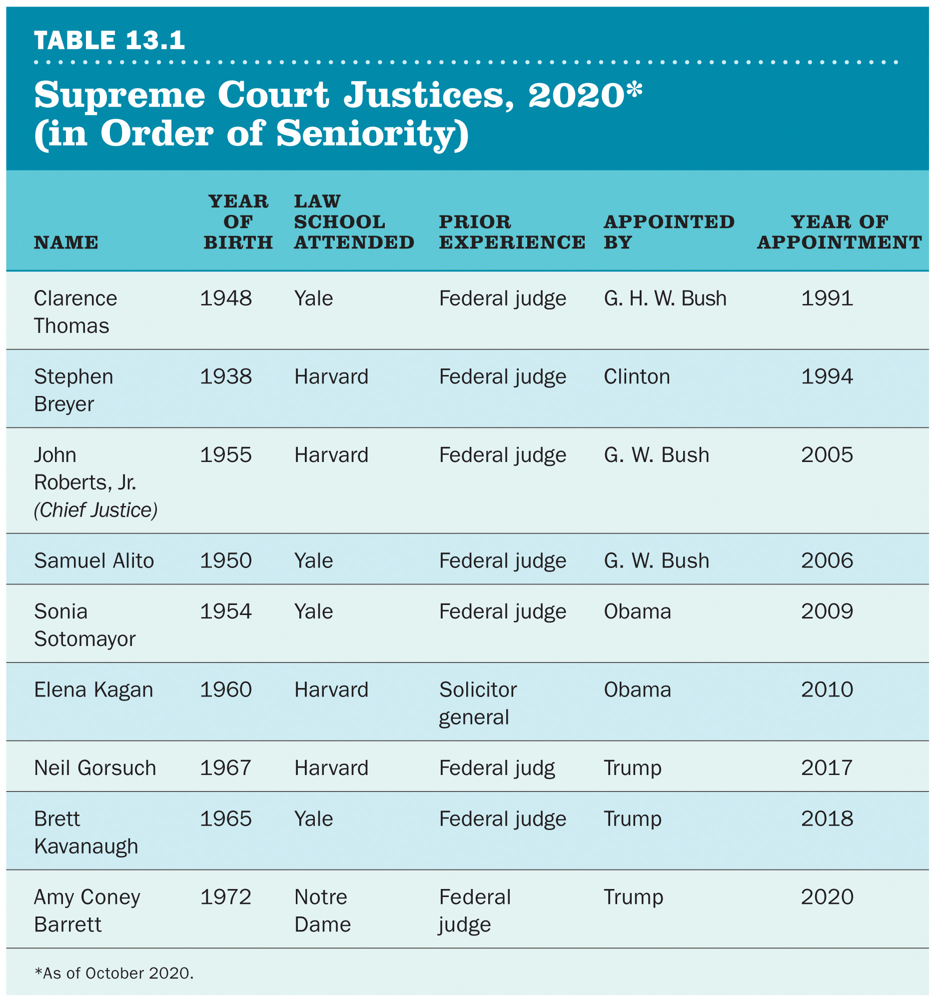 TABLE 13.1
Supreme Court Justices, 2020*
(in Order of Seniority)
NAME YEAR OF BIRTH LAW SCHOOL ATTENDED PRIOR EXPERIENCE APPOINTED BY YEAR OF APPOINTMENT
Clarence Thomas 1948 Yale Federal judge G. H. W. Bush 1991
Stephen Breyer 1938 Harvard Federal judge Clinton 1994
John Roberts, Jr. (Chief Justice) 1955 Harvard Federal judge G. W. Bush 2005
Samuel Alito 1950 Yale Federal judge G. W. Bush 2006
Sonia Sotomayor 1954 Yale Federal judge Obama 2009
Elena Kagan 1960 Harvard Solicitor general Obama 2010
Neil Gorsuch 1967 Harvard Federal judg Trump 2017
Brett Kavanaugh 1965 Yale Federal judge Trump 2018
Amy Coney Barrett 1972 Notre Dame Federal judge Trump 2020
*As of October 2020.